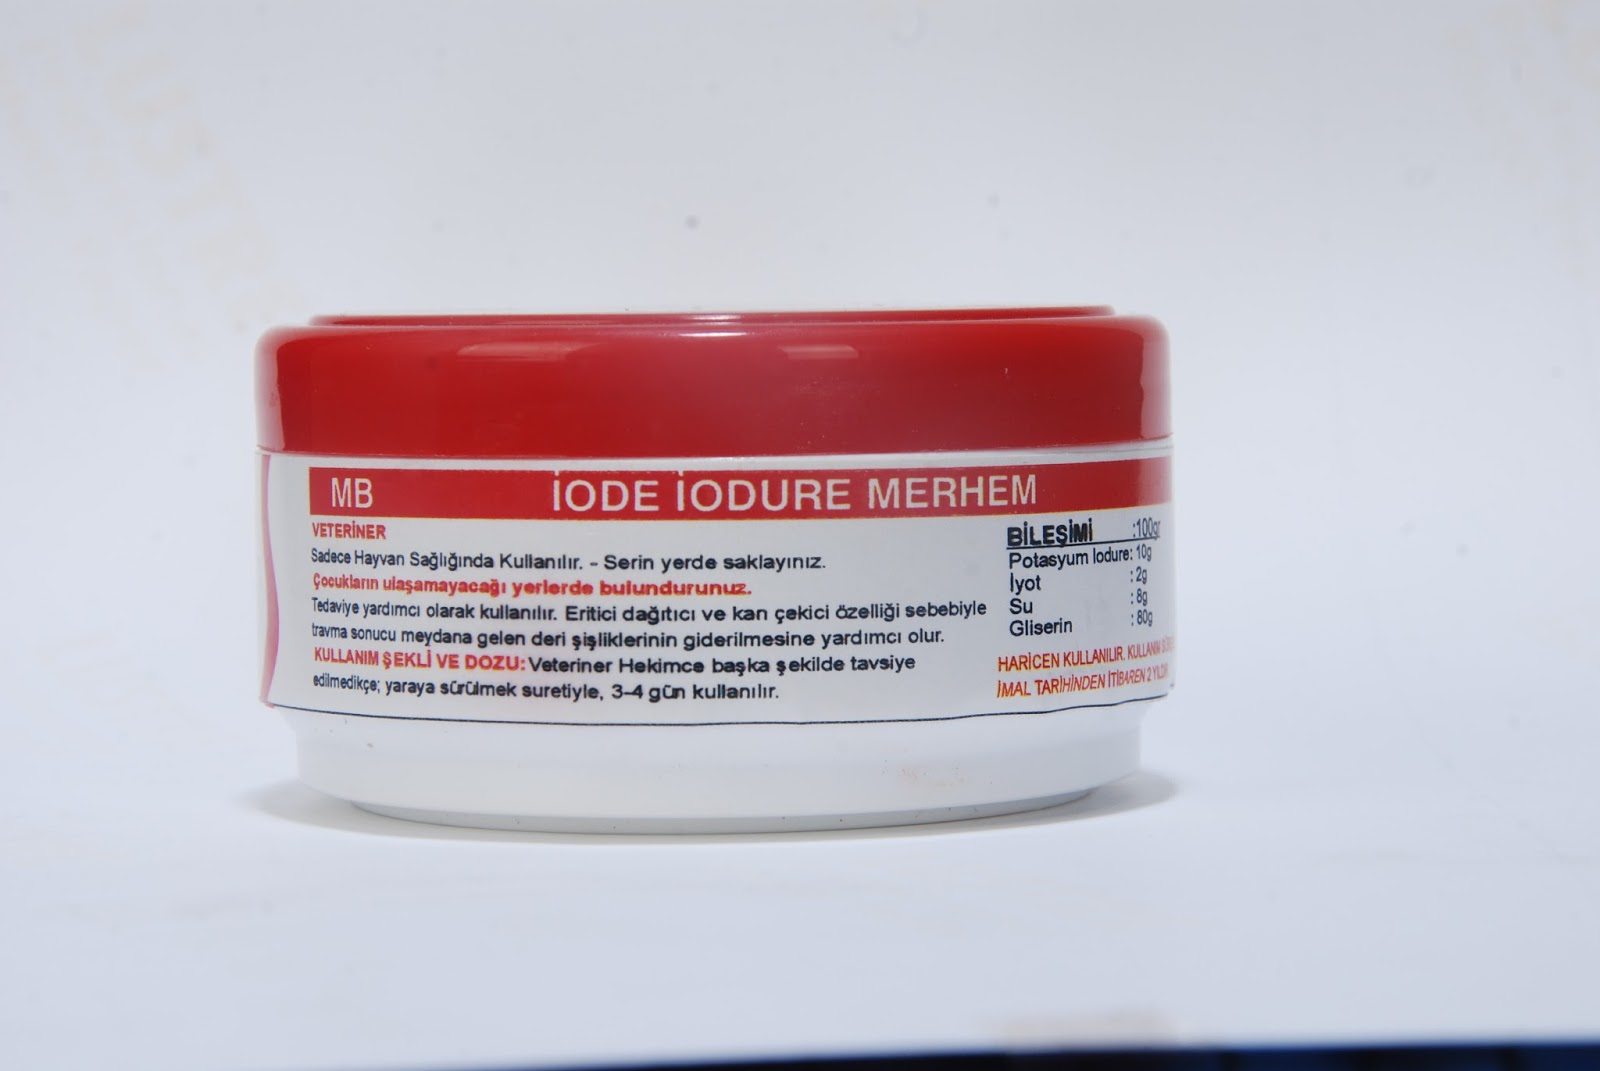 MB İODE İODURE MERHEM
VETERİNER
Sadece Hayvan Sağlığında Kullanılır. - Serin yerde saklayınız.
Çocukların ulaşamayacağı yerlerde bulundurunuz.
Tedaviye yardımcı olarak kullanılır. Eritici dağıtıcı ve kan çekici özelliği sebebiyle
travma sonucu meydana gelen deri şişliklerinin giderilmesine yardımcı olur.
KULLANIM ŞEKLİ VE DOZU: Veteriner Hekimce başka şekilde tavsiye
edilmedikçe; yaraya sürülmek suretiyle, 3-4 gün kullanılır.
BİLEŞİMİ :100gr
Potasyum Iodure: 10g
İyot : 2g
Su : 8g
Gliserin : 80g
HARİCEN KULLANILIR. KULLANIM
İMAL TARİHİNDEN İTİBAREN 2 YILDIR